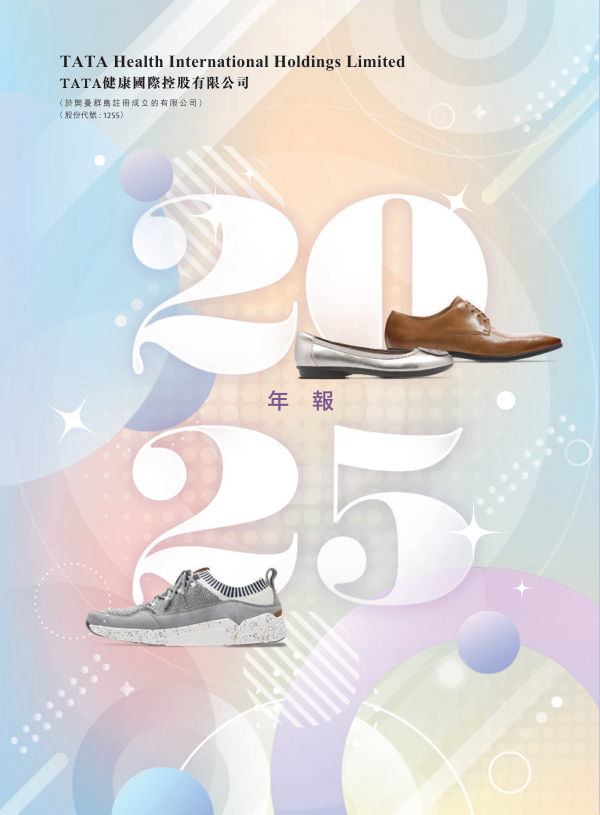 TATA Health International Holdings Limited
TATA健康國際控股有限公司
（於開曼群島註冊成立的有限公司）
（股份代號：1255）
20
年報
25